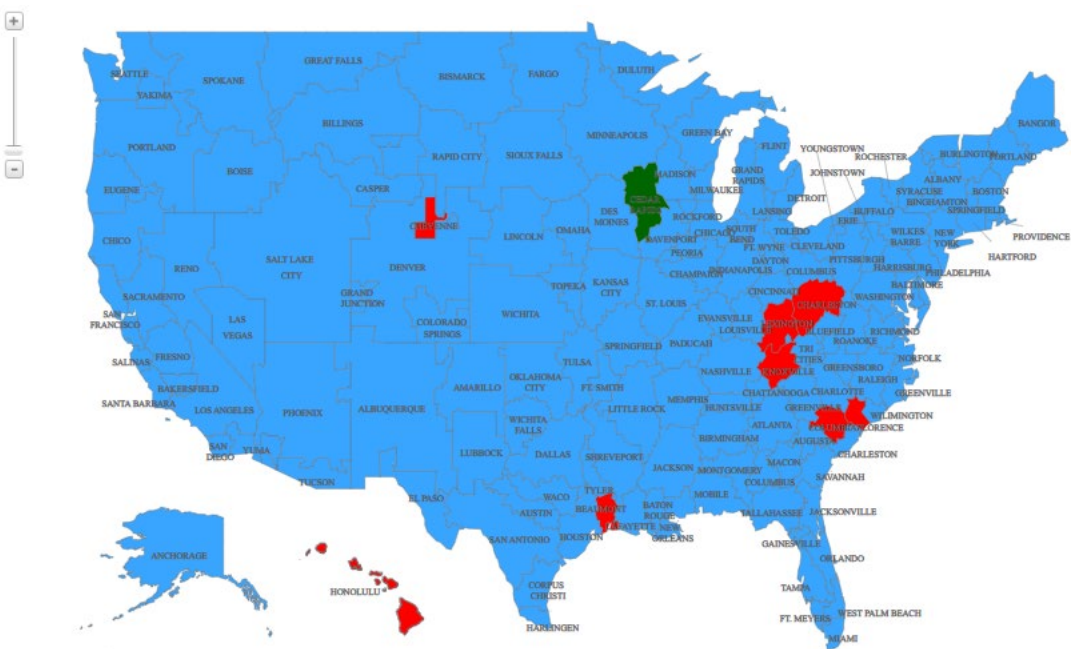 +
-
SEATTLE
SPOKANE
YAKIMA
GREAT FALLS
BISMARCK
FARGO
DULUTH
BILLINGS
PORTLAND
MINNEAPOLIS
GREEN BAY
FLINT
YOUNGSTOWN
ROCHESTER
BURLINGTON
PORTLAND
BANGOR
RAPID CITY
SIOUX FALLS
BOISE
EUGENE
CASPER
MADISON
MILWAUKEE
GRAND
RAPIDS
JOHNSTOWN
ALBANY
SYRACUSE
BOSTON
BINGHAMTON
SPRINGFIELD
CEDAR
DES
MOINES
ROCKFORD
LANSING
DETROIT
BUFFALO
ERIE
CHEYENNE
CHICO
LINCOLN
OMAHA
DAVENPORT
CHICAGO
SOUTH
BEND
TOLEDO
WILKES
BARRE
NEW
YORK
PROVIDENCE
HARTFORD
PEORIA
FT. WYNE
CLEVELAND
DAYTON
PITTSBURGH
HARRISBURG
PHILADELPHIA
SALT LAKE
CITY
RENO
DENVER
TOPEKA
KANSAS
CITY
CHAMPAIGN
INDIANAPOLIS
COLUMBUS
BALTIMORE
CINCINNATI
CHARLESTON
WASHINGTON
SACRAMENTO
SAN
FRANCISCO
GRAND
JUNCTION
COLORADO
SPRINGS
WICHITA
ST. LOUIS
EVANSVILLE
LOUISVILLE
LEXINGTON
BLUEFIELD
RICHMOND
ROANOKE
LAS
VEGAS
SALINAS
FRESNO
SPRINGFIELD
PADUCAH
TRI
CITIES
NORFOLK
TULSA
NASHVILLE
KNOXVILLE
GREENSBORO
RALEIGH
BAKERSFIELD
SANTA BARBARA
LOS ANGELES
AMARILLO
OKLAHOMA
CITY
FT. SMITH
CHATTANOOGA
CHARLOTTE
GREENVILLE
PHOENIX
ALBUQUERQUE
LITTLE ROCK
MEMPHIS
HUNTSVILLE
WILIMINGTON
WICHITA
FALLS
ATLANTA
COLUMBIA
FLORENCE
SAN
DIEGO
YUMA
LUBBOCK
DALLAS
SHREVEPORT
BIRMINGHAM
AUGUSTA
CHARLESTON
JACKSON
MONTGOMERY
MACON
COLUMBUS
SAVANNAH
TUCSON
EL PASO
WACO
TYLER
MOBILE
AUSTIN
BEAUMONT
BATON
ROUGE
TALLAHASSEE
JACKSONVILLE
LAFAYETTE
NEW
ORLEANS
SAN ANTONIO
HOUSTON
GAINESVILLE
ORLANDO
ANCHORAGE
HONOLULU
CORPUS
CHRISTI
TAMPA
HARLINGEN
FT. MEYERS
WEST PALM BEACH
MIAMI